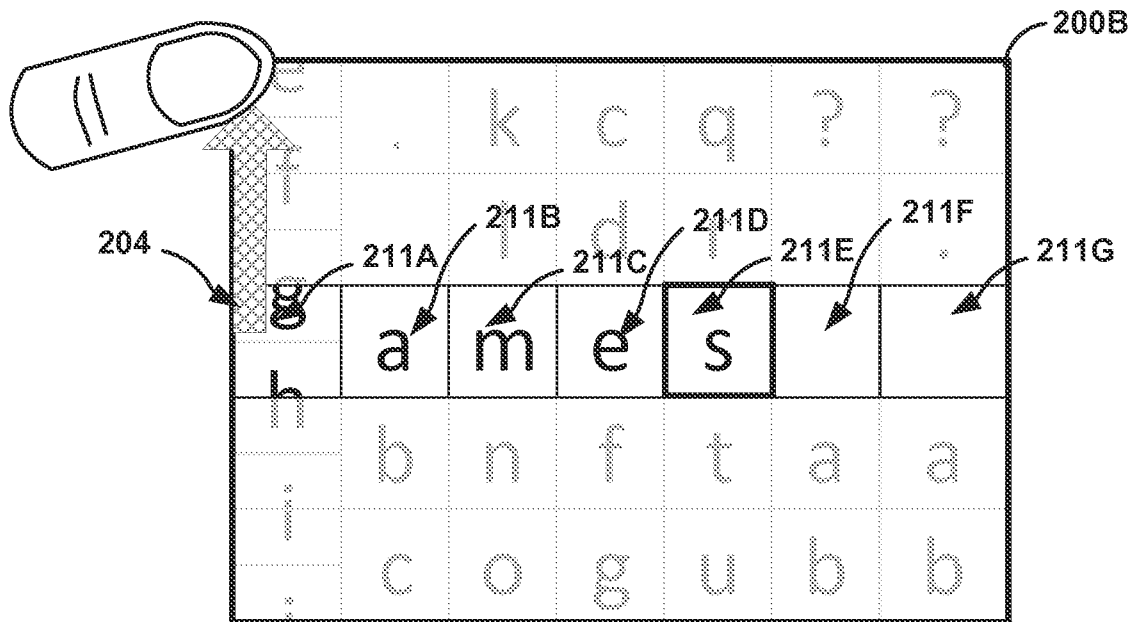 200B
e . k c q ? ?
f
211B 211D 211F
204 l d r .
g 211A 211C 211E 211G
a m e s
h
b n f t a a
i
c o g u b b